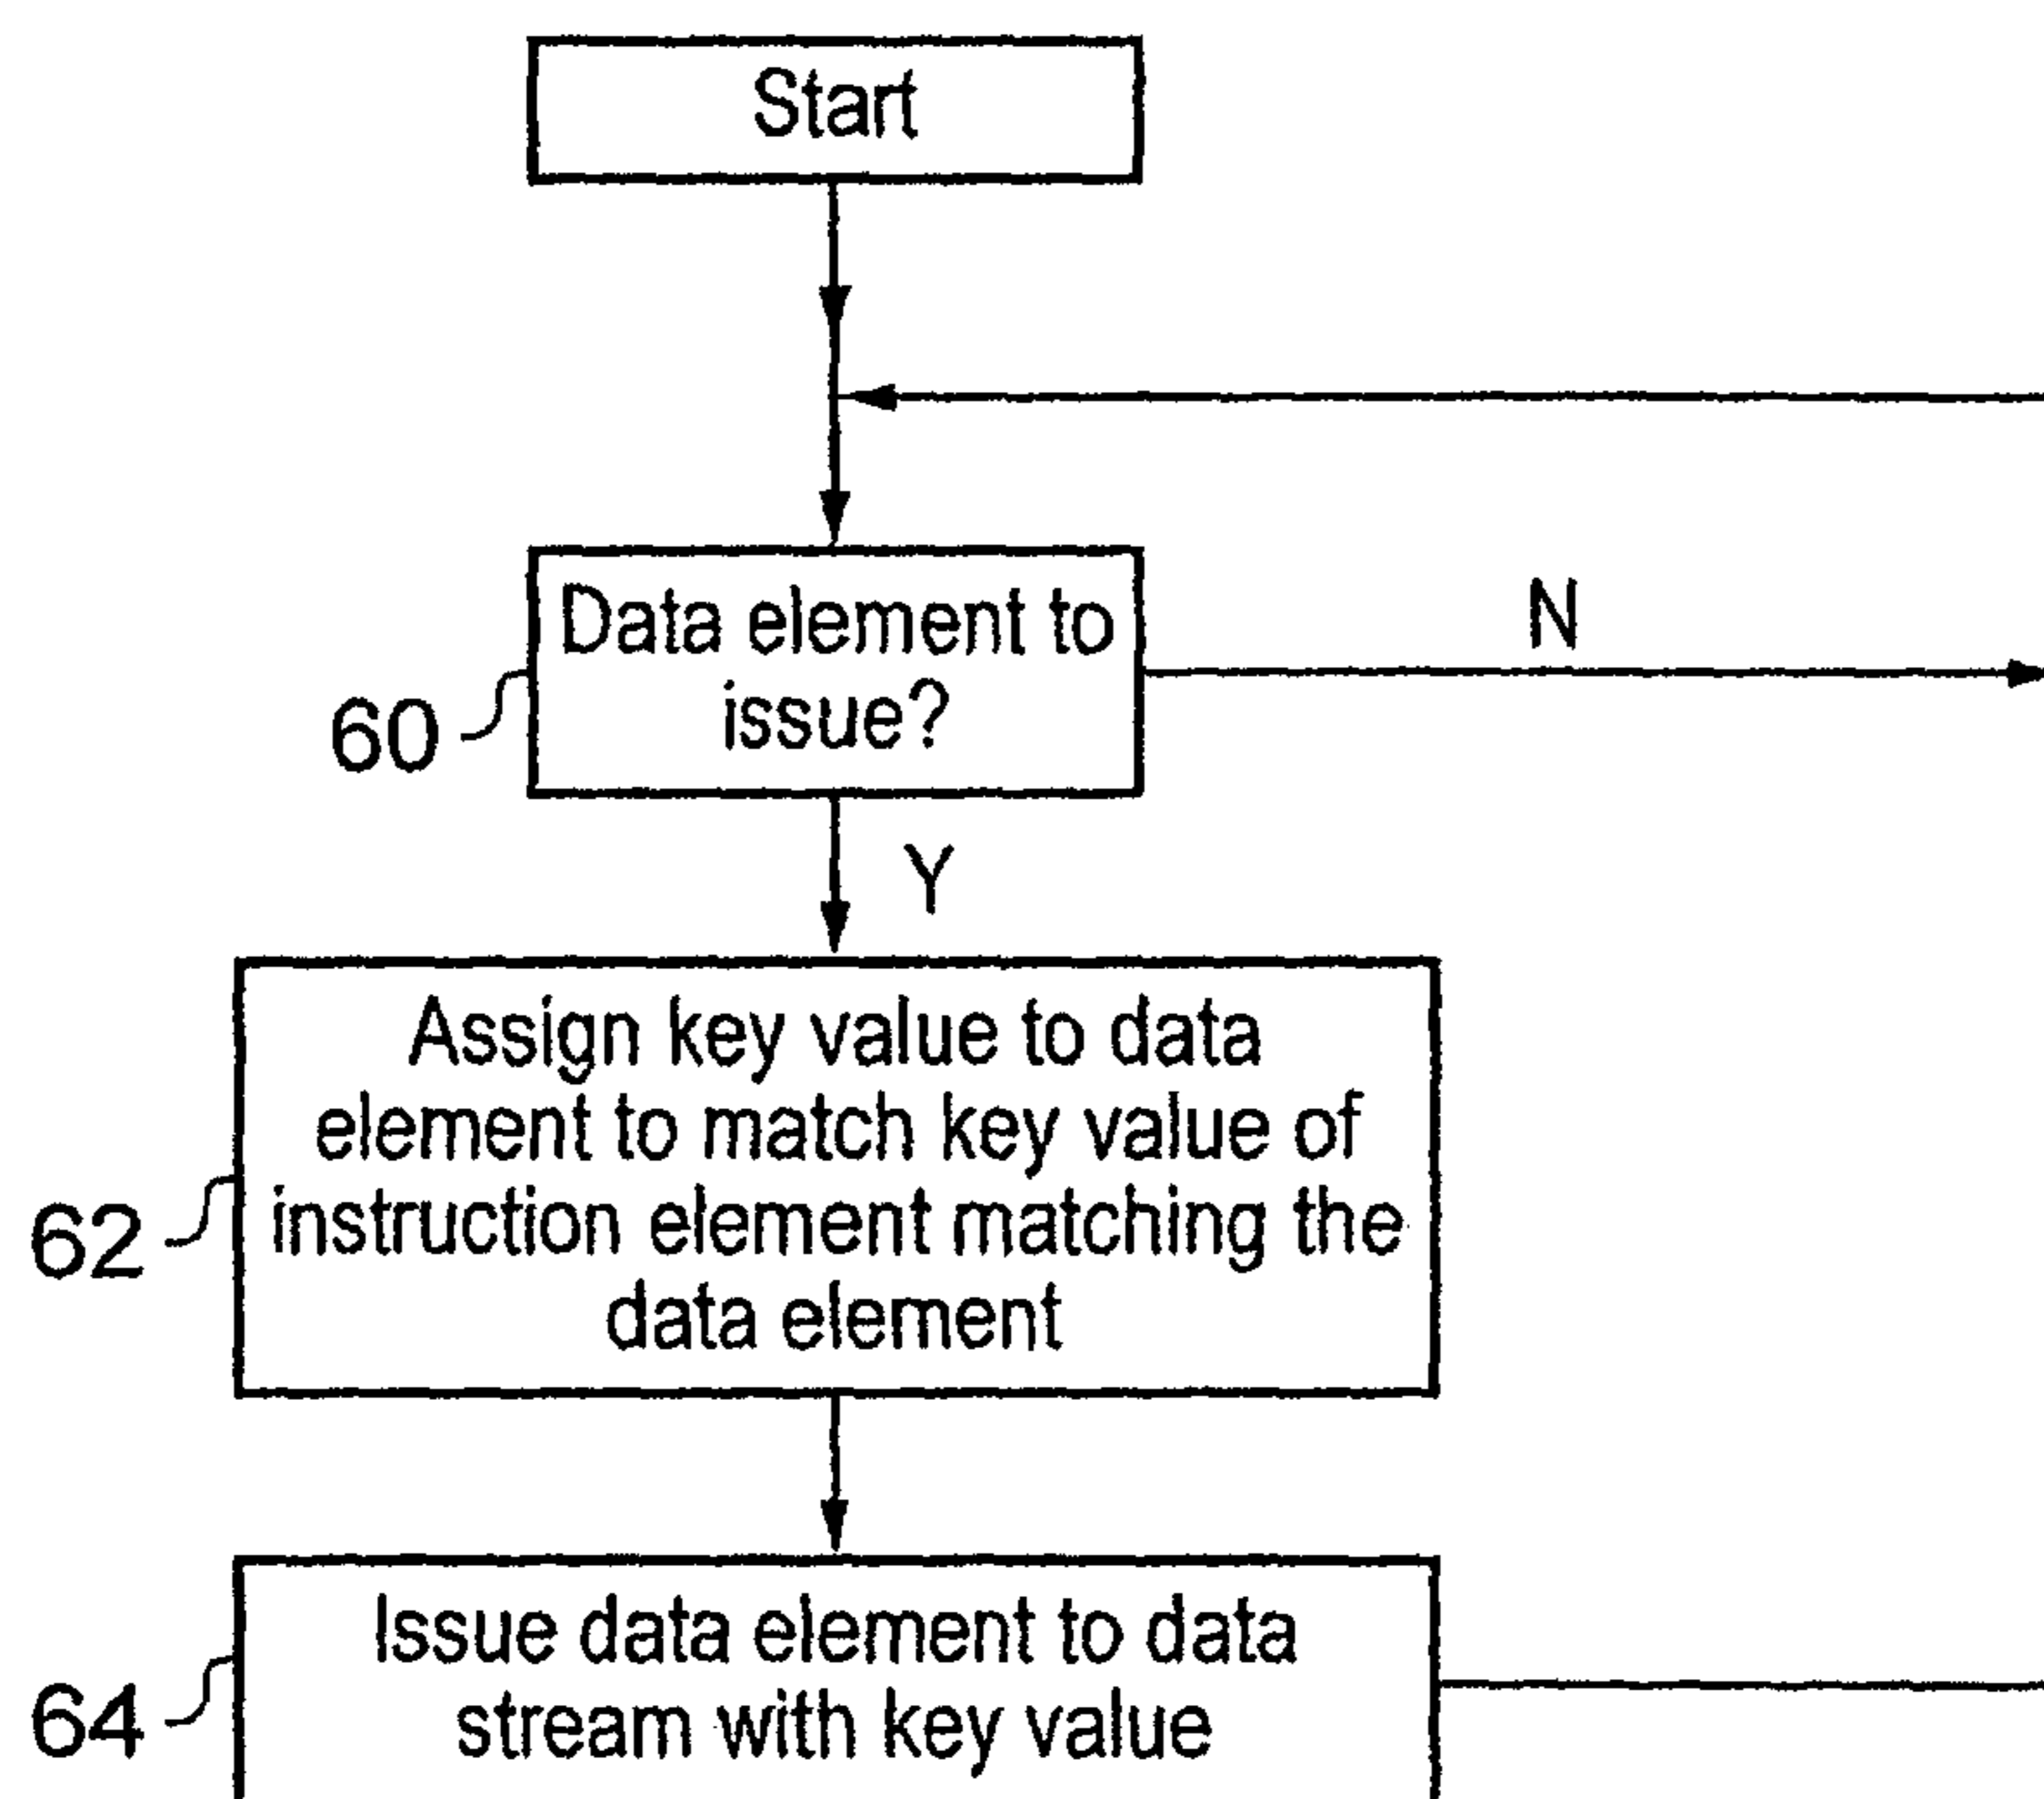 Start
Data element to
issue?
N
60
Y
Assign key value to data
element to match key value of
instruction element matching the
data element
62
Issue data element to data
stream with key value
64